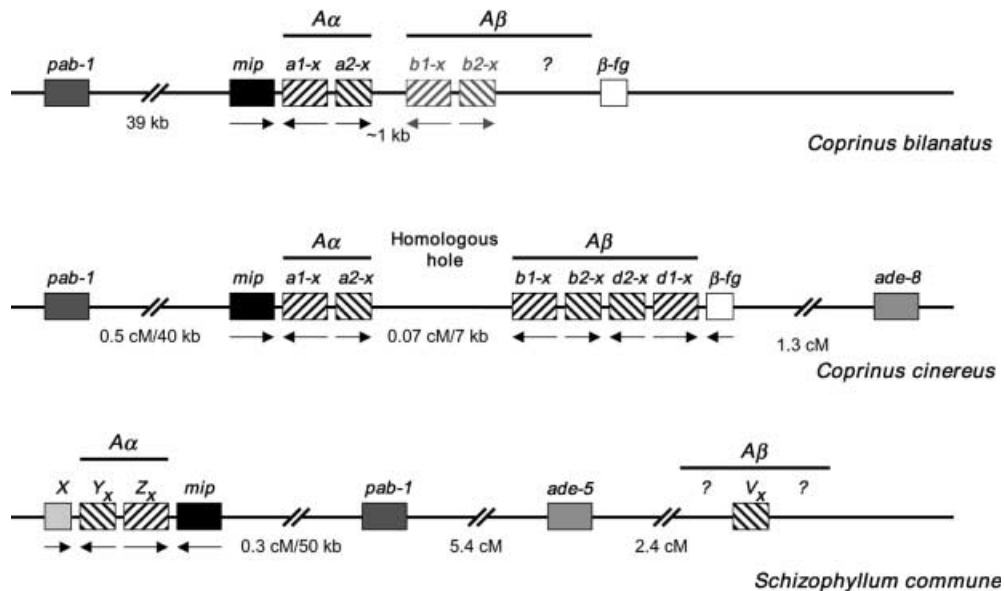 Aα Aβ
pab-1 mip a1-x a2-x b1-x b2-x ? β-fg
39 kb ~1 kb
Coprinus bilanatus
Aα Homologous hole Aβ
pab-1 mip a1-x a2-x b1-x b2-x d2-x d1-x β-fg ade-8
0.5 cM/40 kb 0.07 cM/7 kb 1.3 cM
Coprinus cinereus
Aα Aβ
X Yx Zx mip pab-1 ade-5 ? Vx ?
0.3 cM/50 kb 5.4 cM 2.4 cM
Schizophyllum commune